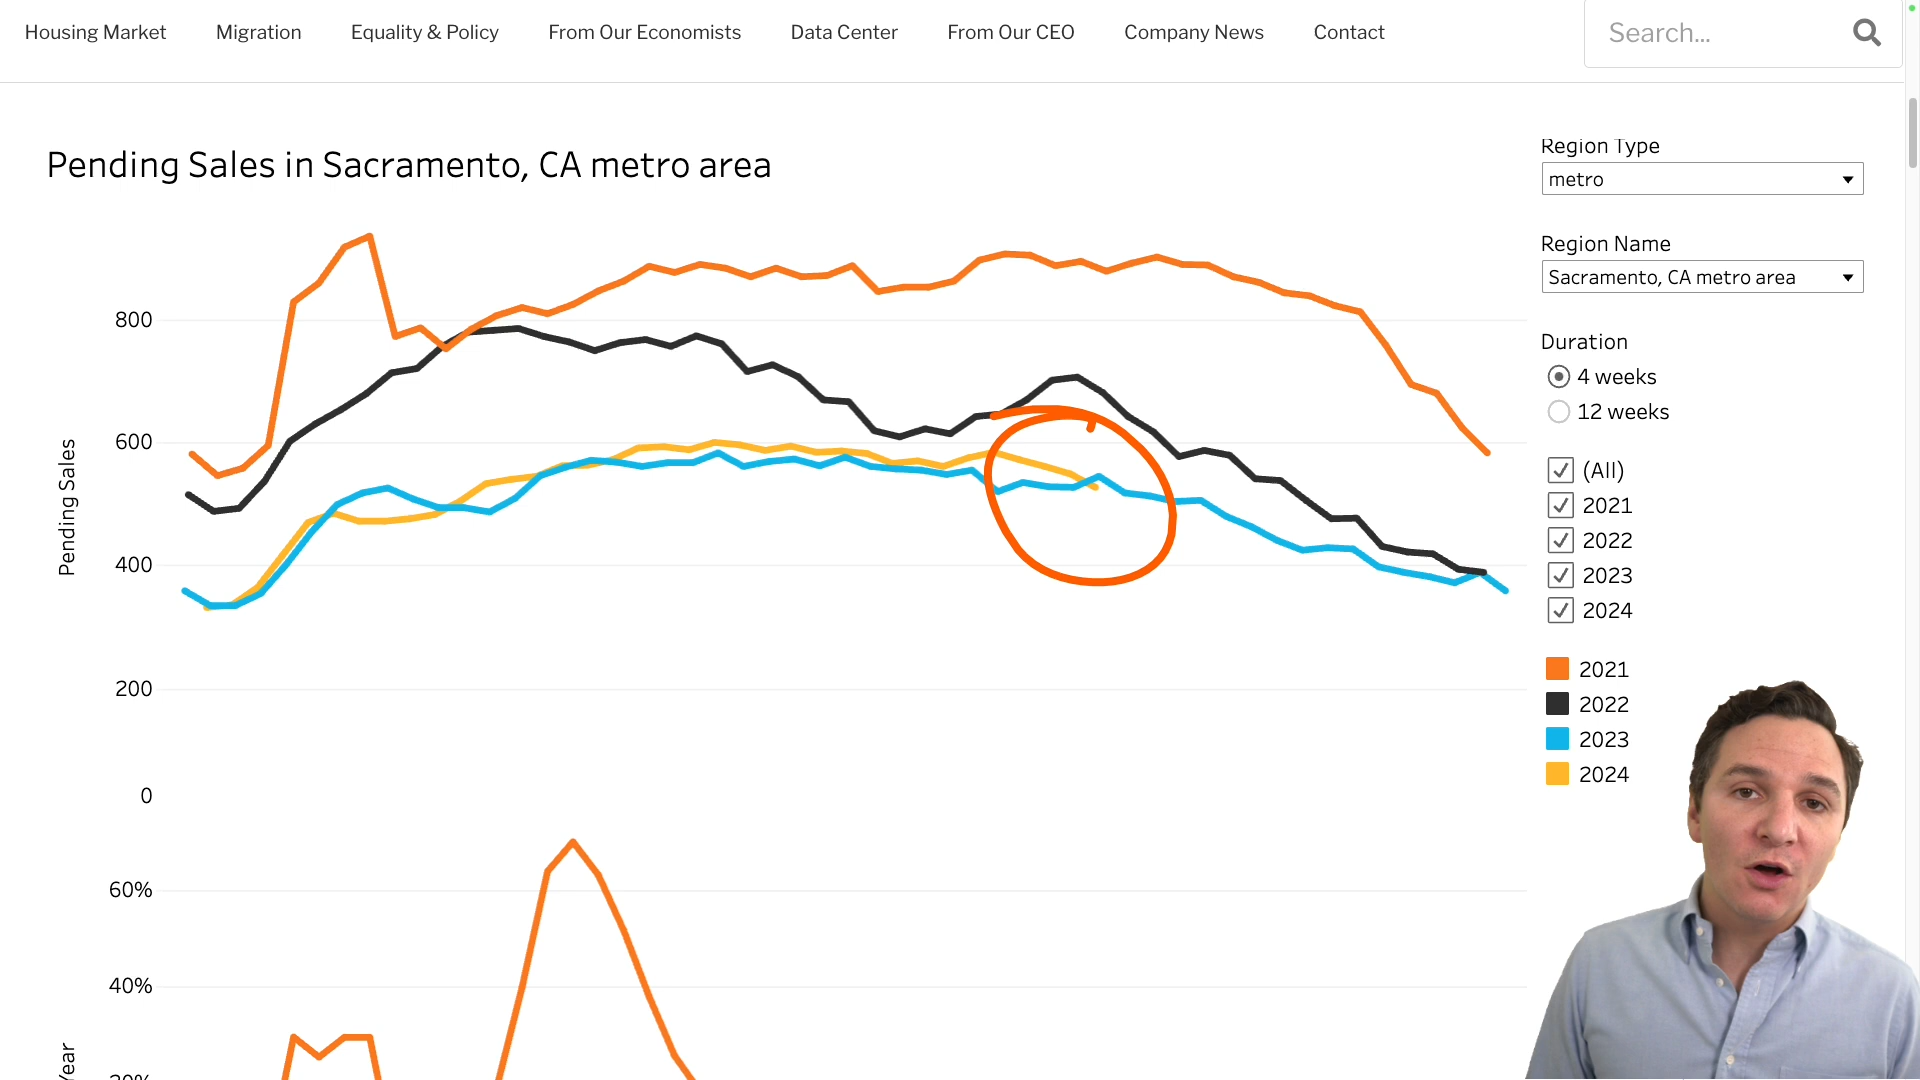 Housing Market Migration Equality & Policy From Our Economists Data Center From Our CEO Company News Contact Search...
Pending Sales in Sacramento, CA metro area
Region Type
metro
Region Name
Sacramento, CA metro area
Duration
4 weeks
12 weeks
(All)
2021
2022
2023
2024
2021
2022
2023
2024
Pending Sales
800
600
400
200
0
60%
40%
20%
Year